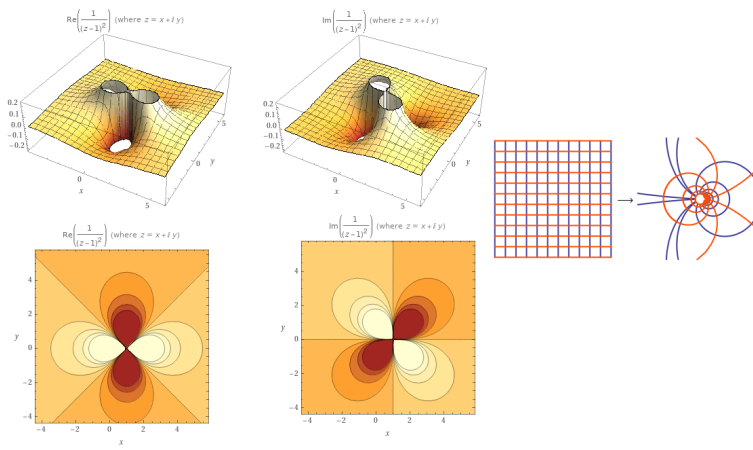 Re(1/(z-1)^2) (where z = x + i y)
0.2
0.1
0.0
-0.1
-0.2
0
5
x
5
0
y
Im(1/(z-1)^2) (where z = x + i y)
0.2
0.1
0.0
-0.1
-0.2
0
5
x
5
0
y
→
Re(1/(z-1)^2) (where z = x + i y)
4
2
0
-2
-4
y
-4 -2 0 2 4
x
Im(1/(z-1)^2) (where z = x + i y)
4
2
0
-2
-4
y
-4 -2 0 2 4
x